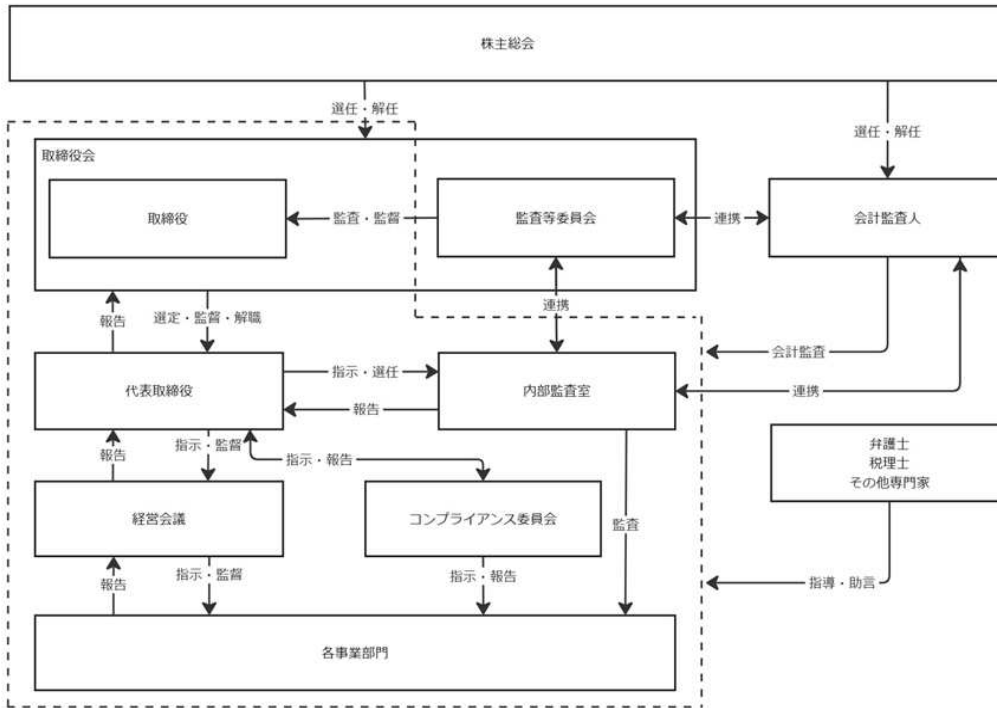 株主総会
選任・解任
選任・解任
取締役会
取締役
監査・監督
監査等委員会
連携
会計監査人
報告
選定・監督・解職
連携
会計監査
代表取締役
指示・選任
報告
内部監査室
連携
報告
指示・監督
指示・報告
弁護士
税理士
その他専門家
経営会議
コンプライアンス委員会
監査
報告
指示・監督
指示・報告
指導・助言
各事業部門